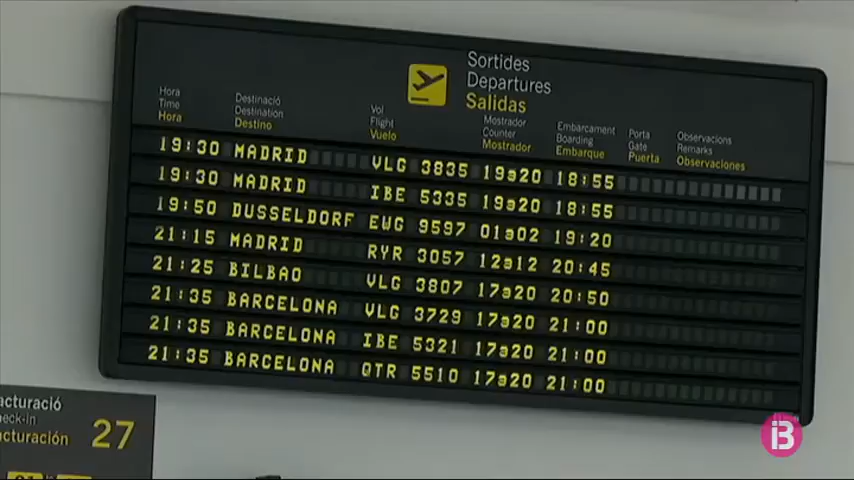 Sortides
Departures
Salidas
Hora
Time
Hora
Destinació
Destination
Destino
Vol
Flight
Vuelo
Mostrador
Counter
Mostrador
Embarcament
Boarding
Embarque
Porta
Gate
Puerta
Observacions
Remarks
Observaciones
19:30 MADRID VLG 3835 19a20 18:55
19:30 MADRID IBE 5335 19a20 18:55
19:50 DUSSELDORF EWG 9597 01a02 19:20
21:15 MADRID RYR 3057 12a12 20:45
21:25 BILBAO VLG 3807 17a20 20:50
21:35 BARCELONA VLG 3729 17a20 21:00
21:35 BARCELONA IBE 5321 17a20 21:00
21:35 BARCELONA QTR 5510 17a20 21:00
acturació
eck-in
acturación
27
IB